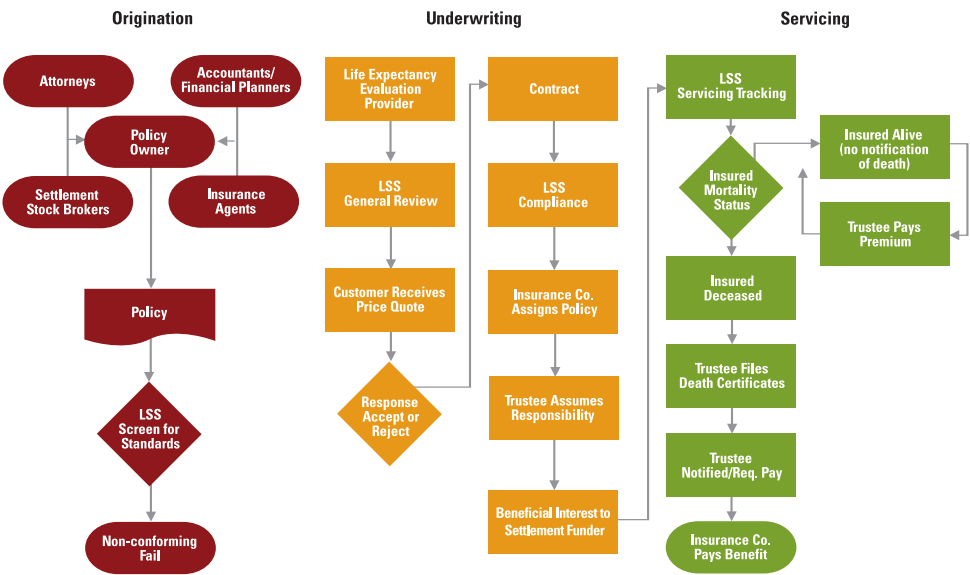 Origination
Attorneys
Accountants/
Financial Planners
Policy
Owner
Settlement
Stock Brokers
Insurance
Agents
Policy
LSS
Screen for
Standards
Non-conforming
Fail
Underwriting
Life Expectancy
Evaluation
Provider
LSS
General Review
Customer Receives
Price Quote
Response
Accept or
Reject
Contract
LSS
Compliance
Insurance Co.
Assigns Policy
Trustee Assumes
Responsibility
Beneficial Interest to
Settlement Funder
Servicing
LSS
Servicing Tracking
Insured
Mortality
Status
Insured Alive
(no notification
of death)
Trustee Pays
Premium
Insured
Deceased
Trustee Files
Death Certificates
Trustee
Notified/Req. Pay
Insurance Co.
Pays Benefit